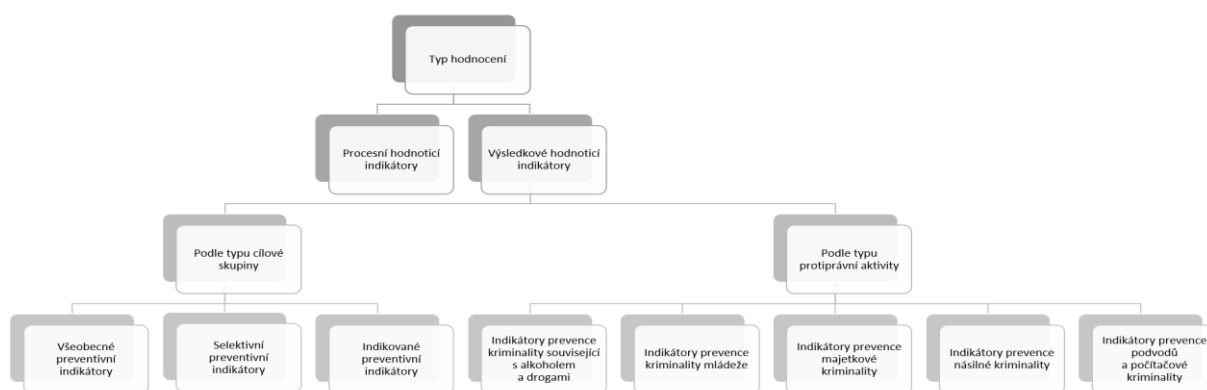 Typ hodnocení
Procesní hodnoticí
indikátory
Výsledkové hodnoticí
indikátory
Podle typu cílové
skupiny
Podle typu
protiprávní aktivity
Všeobecné
preventivní
indikátory
Selektivní
preventivní
indikátory
Indikované
preventivní
indikátory
Indikátory prevence
kriminality související
s alkoholem
a drogami
Indikátory prevence
kriminality mládeže
Indikátory prevence
majetkové
kriminality
Indikátory prevence
násilné kriminality
Indikátory prevence
podvodů
a počítačové
kriminality